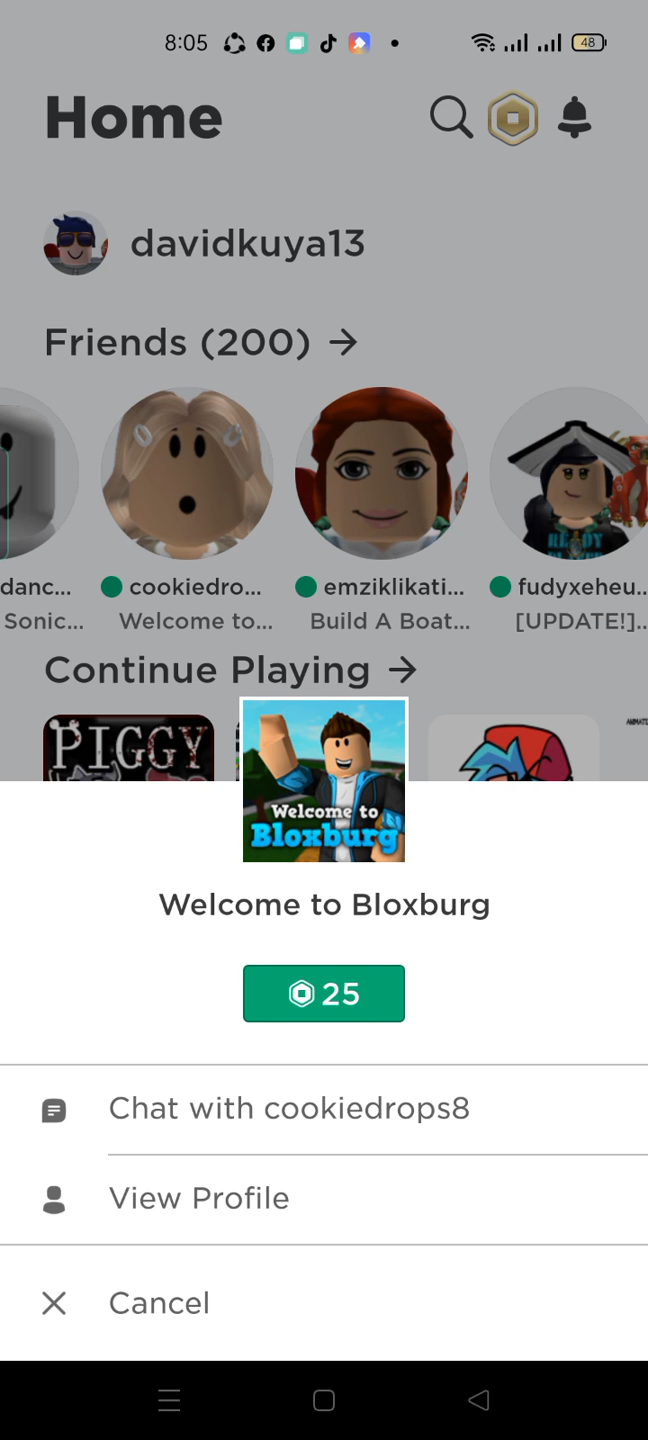 8:05
48
Home
davidkuya13
Friends (200) →
danc... cookiedro... emziklikati... fudyxeheu...
Sonic... Welcome to... Build A Boat... [UPDATE!]...
READY
Continue Playing →
PIGGY
Welcome to
Bloxburg
Welcome to Bloxburg
25
Chat with cookiedrops8
View Profile
Cancel